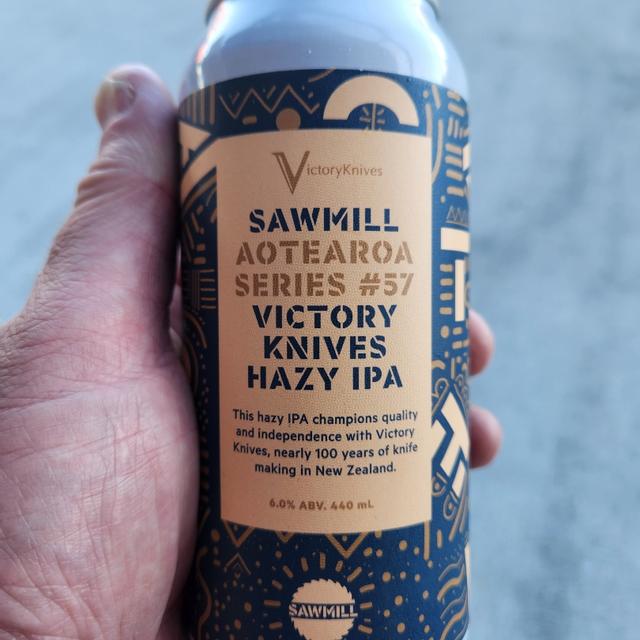 VictoryKnives
SAWMILL
AOTEAROA
SERIES #57
VICTORY
KNIVES
HAZY IPA
This hazy IPA champions quality
and independence with Victory
Knives, nearly 100 years of knife
making in New Zealand.
6.0% ABV. 440 mL
SAWMILL